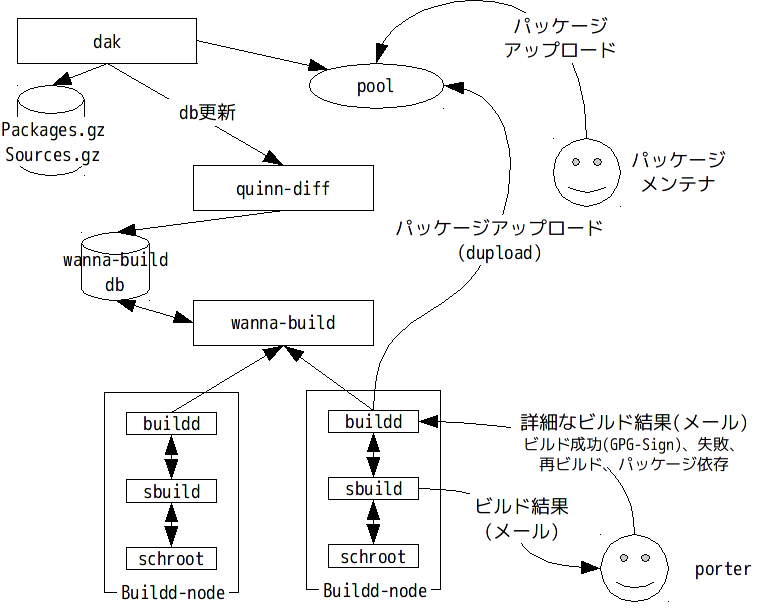 dak
パッケージ
アップロード
pool
Packages.gz
Sources.gz
db更新
パッケージ
メンテナ
quinn-diff
パッケージアップロード
(dupload)
wanna-build
db
wanna-build
buildd
sbuild
schroot
Buildd-node
buildd
sbuild
schroot
Buildd-node
詳細なビルド結果(メール)
ビルド成功(GPG-Sign)、失敗、
再ビルド、パッケージ依存
ビルド結果
(メール)
porter